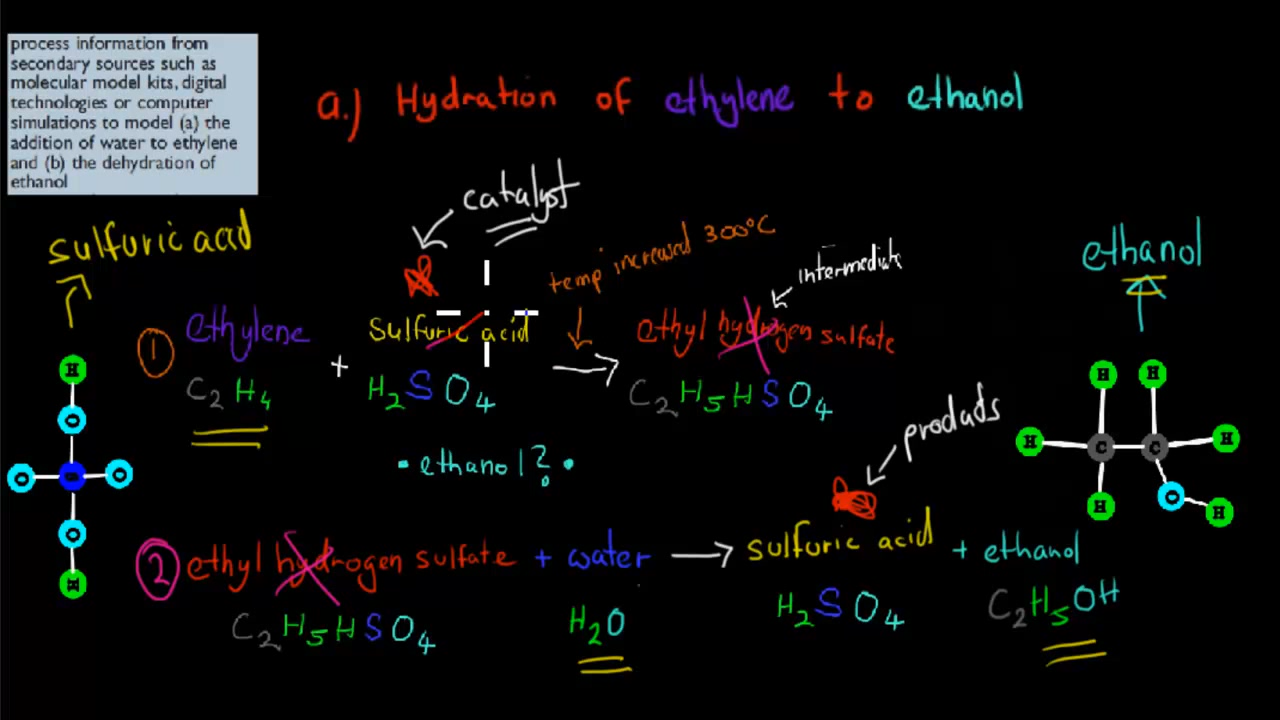 process information from
secondary sources such as
molecular model kits, digital
technologies or computer
simulations to model (a) the
addition of water to ethylene
and (b) the dehydration of
ethanol
a.) Hydration of ethylene to ethanol
catalyst
sulfuric acid
temp increased 300°C
intermediate
ethanol
1 ethylene + sulfuric acid → ethyl hydrogen sulfate
C2H4 H2SO4 C2H5HSO4
• ethanol? •
products
2 ethyl hydrogen sulfate + water → sulfuric acid + ethanol
C2H5HSO4 H2O H2SO4 C2H5OH
H
O
O O
O
H
H H
H C C H
H O H